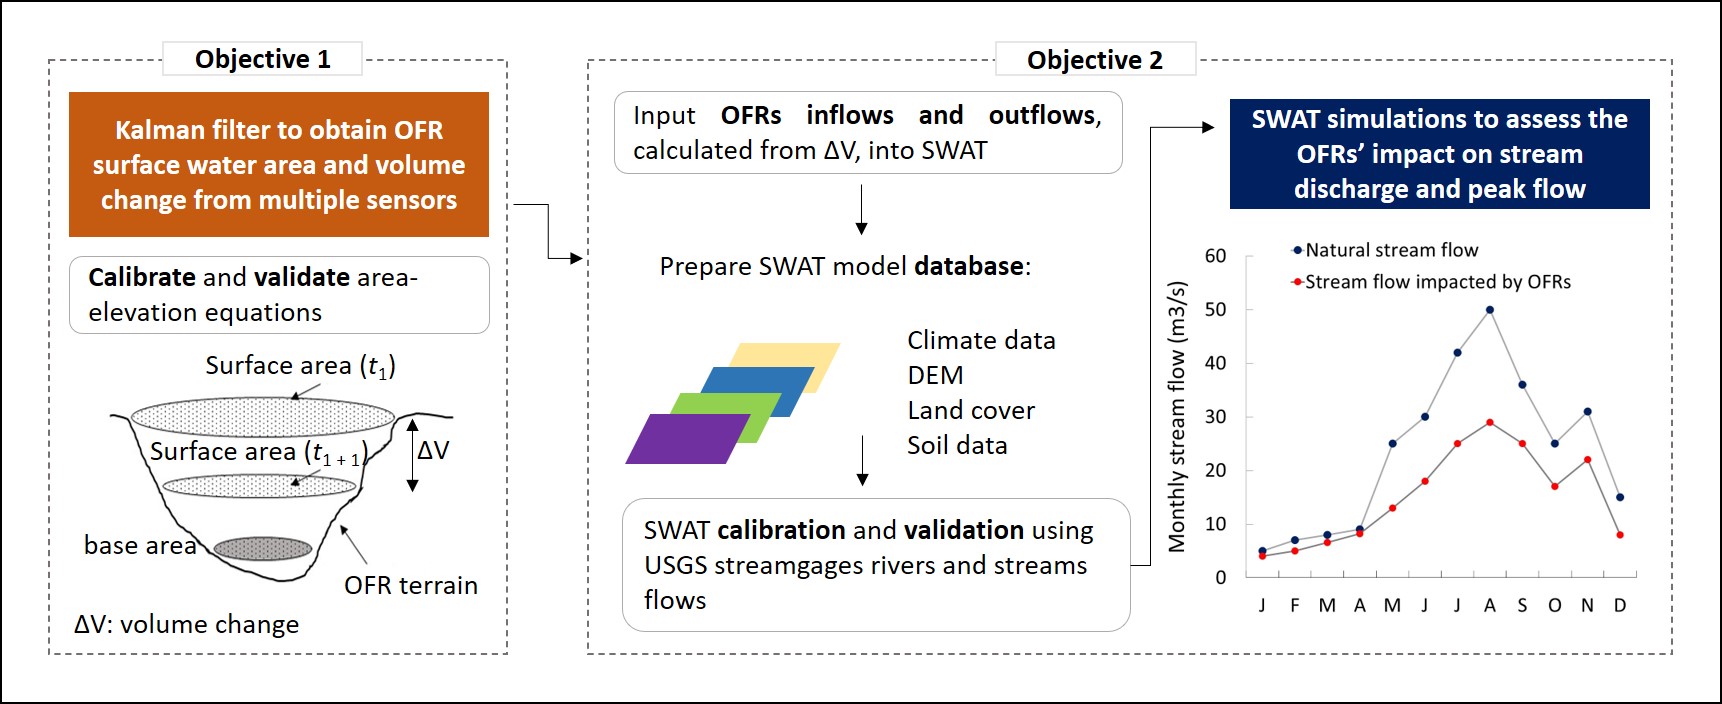 Objective 1
Kalman filter to obtain OFR
surface water area and volume
change from multiple sensors
Calibrate and validate area-
elevation equations
Surface area (t1)
Surface area (t1 + 1)
ΔV
base area
OFR terrain
ΔV: volume change
Objective 2
Input OFRs inflows and outflows,
calculated from ΔV, into SWAT
Prepare SWAT model database:
Climate data
DEM
Land cover
Soil data
SWAT calibration and validation using
USGS streamgages rivers and streams
flows
SWAT simulations to assess the
OFRs’ impact on stream
discharge and peak flow
Natural stream flow
Stream flow impacted by OFRs
Monthly stream flow (m3/s)
60
50
40
30
20
10
0
J F M A M J J A S O N D